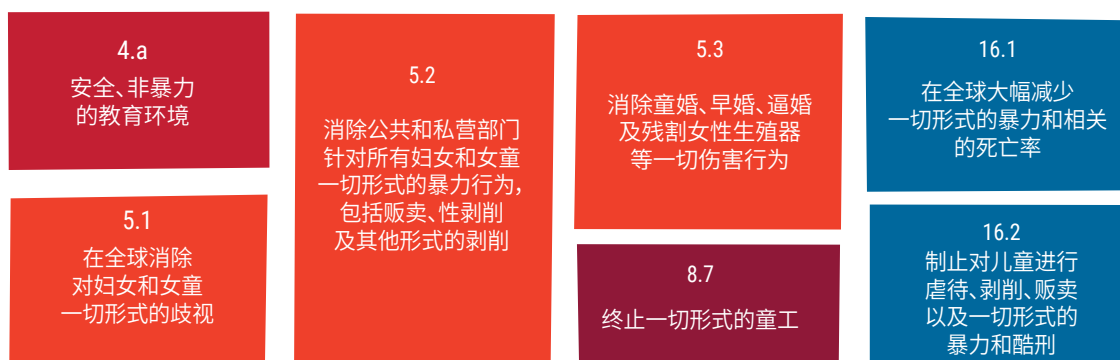 4.a
安全、非暴力
的教育环境
5.1
在全球消除
对妇女和女童
一切形式的歧视
5.2
消除公共和私营部门
针对所有妇女和女童
一切形式的暴力行为，
包括贩卖、性剥削
及其他形式的剥削
5.3
消除童婚、早婚、逼婚
及残割女性生殖器
等一切伤害行为
8.7
终止一切形式的童工
16.1
在全球大幅减少
一切形式的暴力和相关
的死亡率
16.2
制止对儿童进行
虐待、剥削、贩卖
以及一切形式的
暴力和酷刑